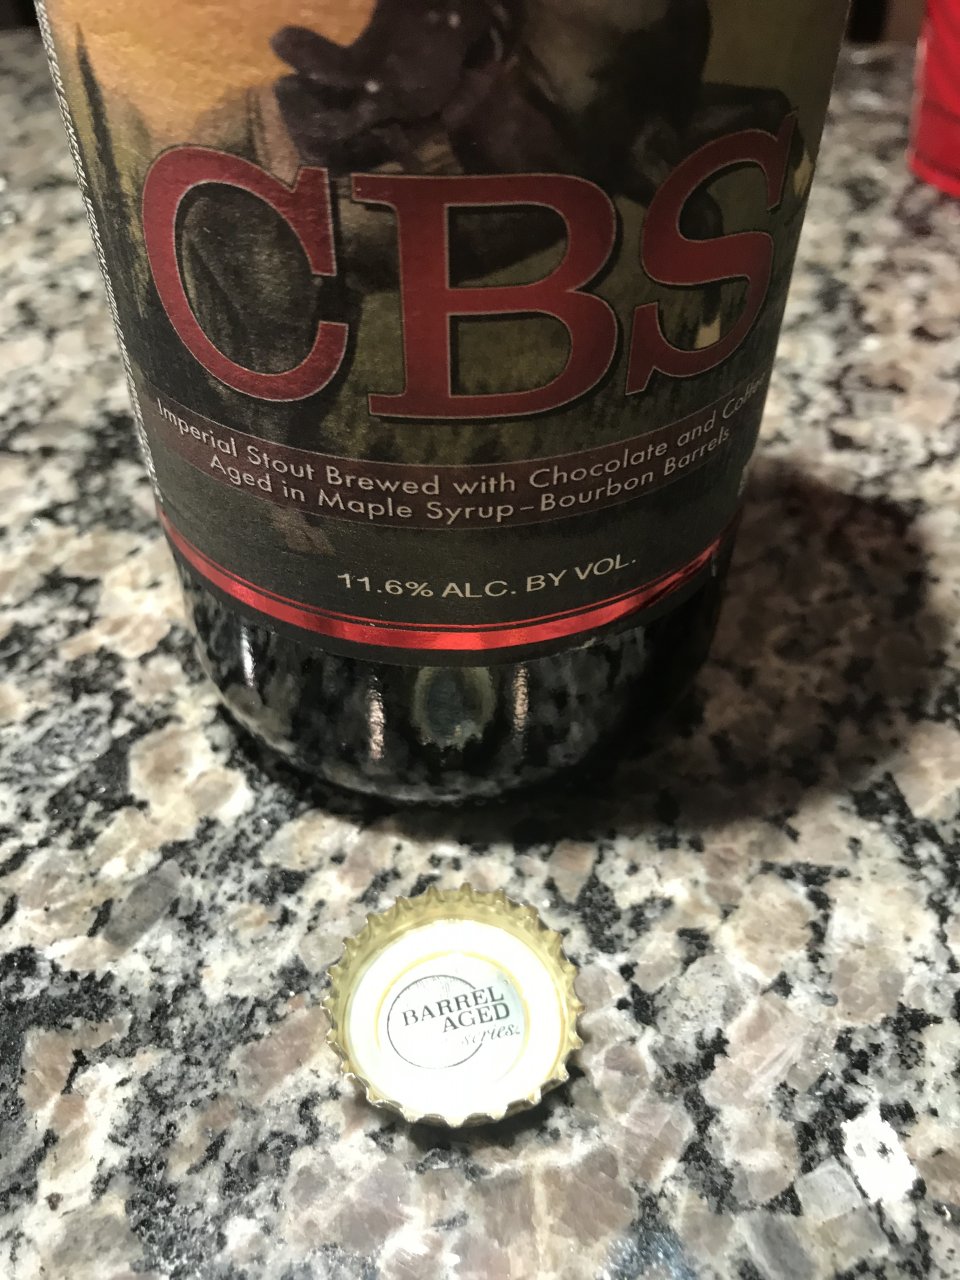 CBS
Imperial Stout Brewed with Chocolate and Coffee
Aged in Maple Syrup–Bourbon Barrels
11.6% ALC. BY VOL.
BARREL
AGED
series.